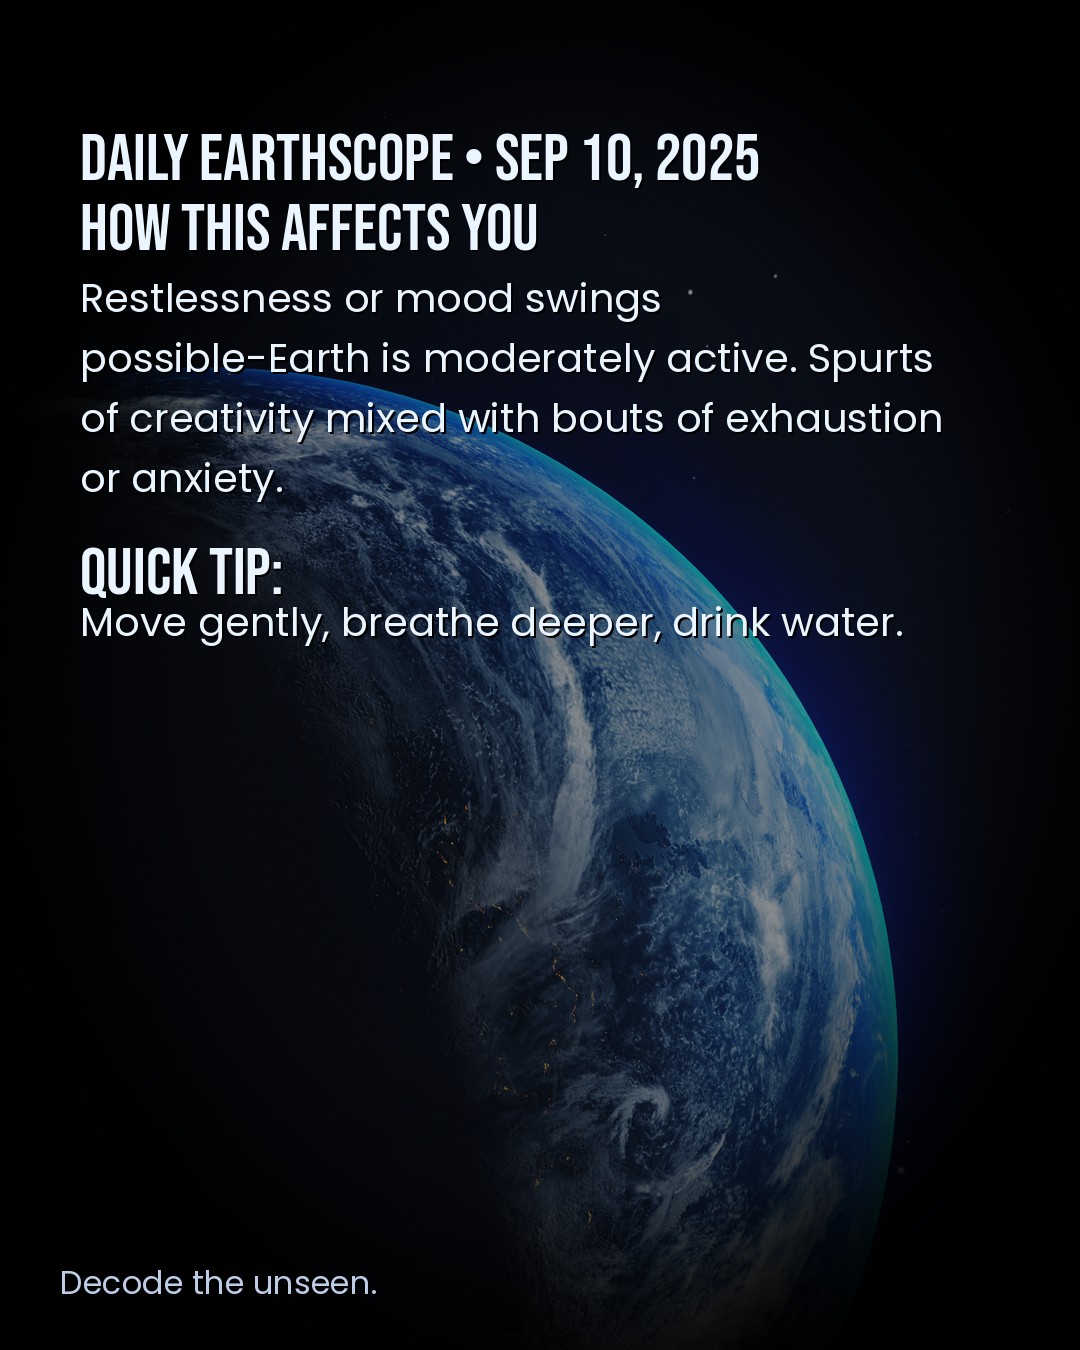 DAILY EARTHSCOPE • SEP 10, 2025
HOW THIS AFFECTS YOU
Restlessness or mood swings
possible-Earth is moderately active. Spurts
of creativity mixed with bouts of exhaustion
or anxiety.
QUICK TIP:
Move gently, breathe deeper, drink water.
Decode the unseen.